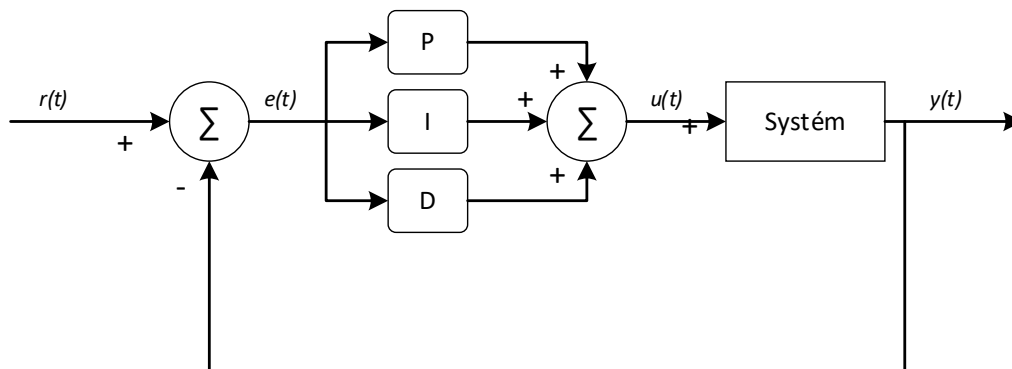 P
r(t)
e(t)
+
+
u(t)
y(t)
Σ
I
Σ
+
Systém
+
-
+
D